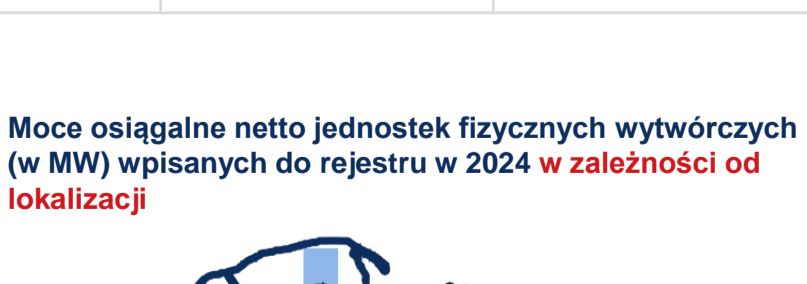 Moce osiągalne netto jednostek fizycznych wytwórczych
(w MW) wpisanych do rejestru w 2024 w zależności od
lokalizacji